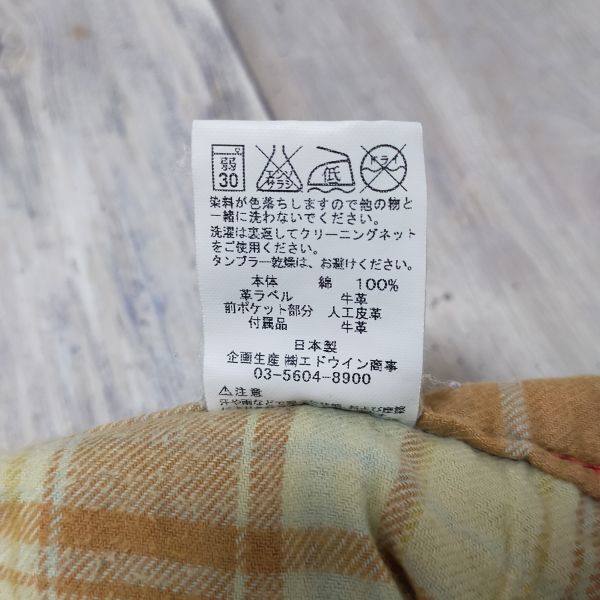 弱 30 エンソ サラシ 低 ドライ
染料が色落ちしますので他の物と
一緒に洗わないでください。
洗濯は裏返してクリーニングネット
をご使用ください。
タンブラー乾燥は、お避けください。
本体 綿 100%
革ラベル 牛革
前ポケット部分 人工皮革
付属品 牛革
日本製
企画生産 ㈱エドウイン商事
03-5604-8900
⚠注意
汗や雨などで